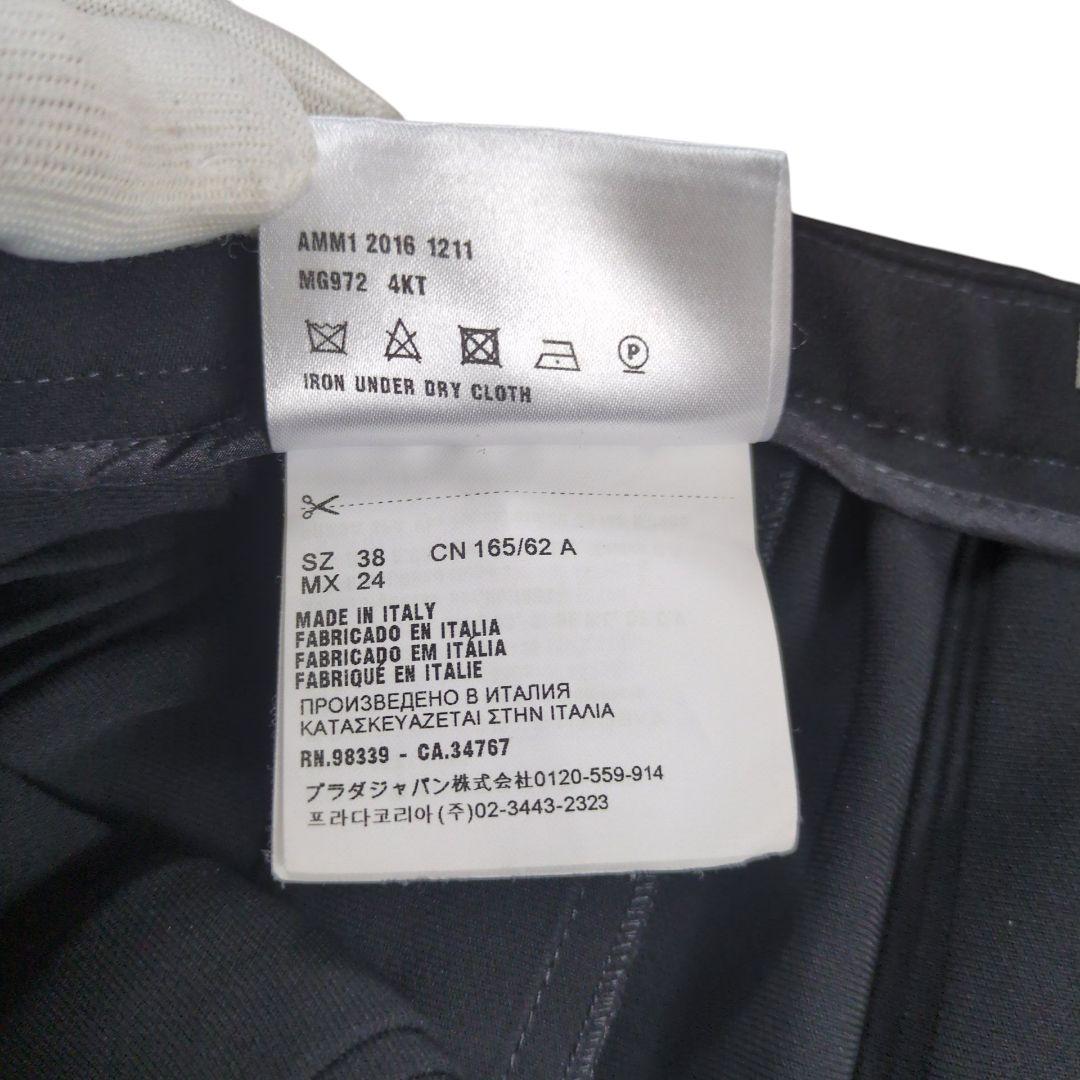 AMM1 2016 1211
MG972 4KT
P
IRON UNDER DRY CLOTH
SZ 38 CN 165/62 A
MX 24
MADE IN ITALY
FABRICADO EN ITALIA
FABRICADO EM ITÁLIA
FABRIQUÉ EN ITALIE
ПРОИЗВЕДЕНО В ИТАЛИЯ
ΚΑΤΑΣΚΕΥΑΖΕΤΑΙ ΣΤΗΝ ΙΤΑΛΙΑ
RN.98339 - CA.34767
プラダジャパン株式会社0120-559-914
프라다코리아(주)02-3443-2323